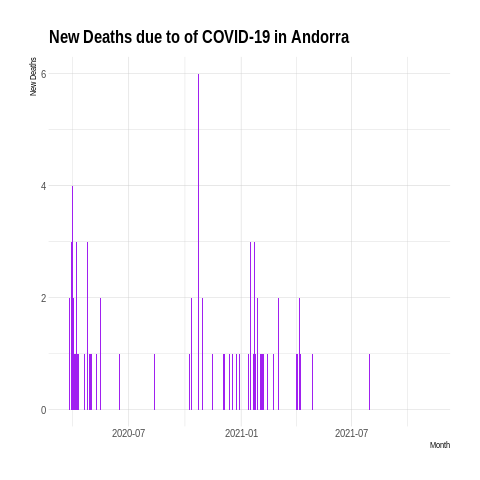 New Deaths due to of COVID-19 in Andorra
New Deaths
6
4
2
0
2020-07 2021-01 2021-07
Month